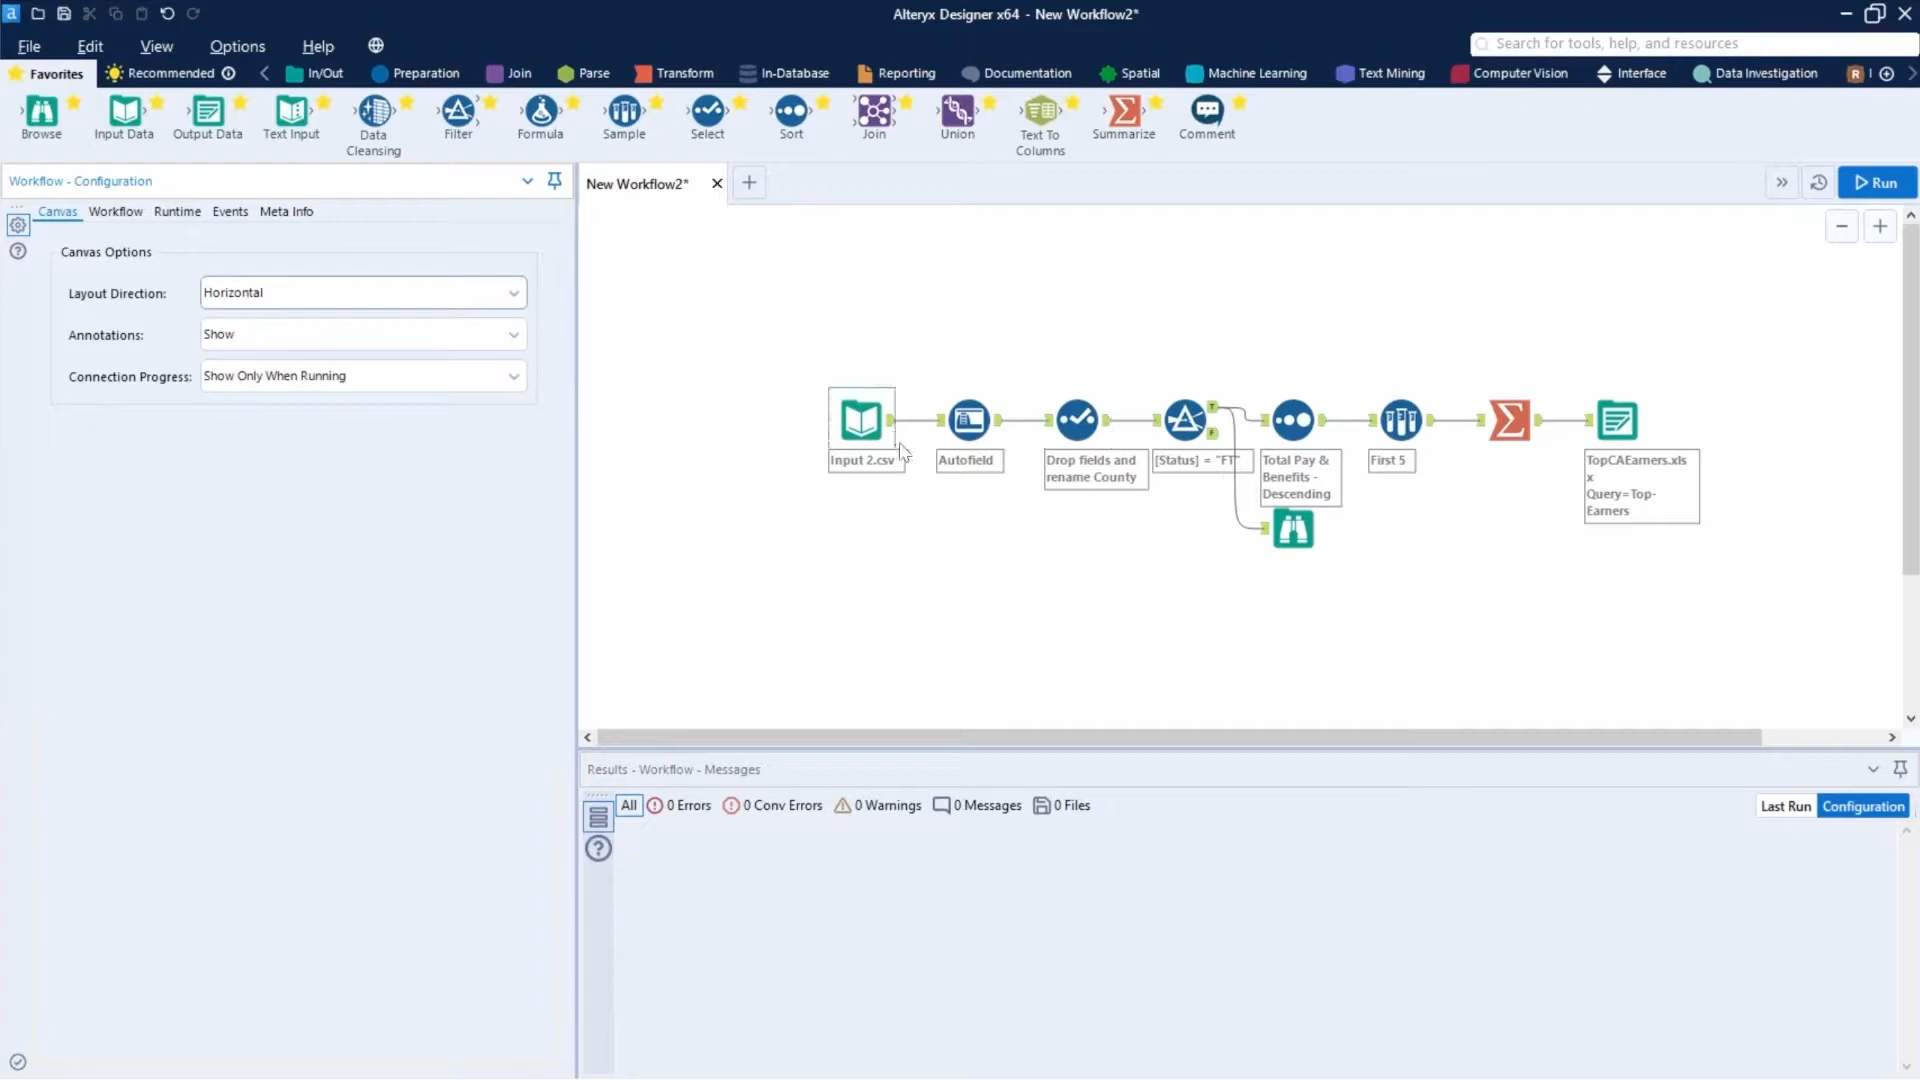 Alteryx Designer x64 - New Workflow2*
File Edit View Options Help
Search for tools, help, and resources
Favorites Recommended In/Out Preparation Join Parse Transform In-Database Reporting Documentation Spatial Machine Learning Text Mining Computer Vision Interface Data Investigation R
Browse Input Data Output Data Text Input Data Cleansing Filter Formula Sample Select Sort Join Union Text To Columns Summarize Comment
Workflow - Configuration
New Workflow2*
Run
Canvas Workflow Runtime Events Meta Info
Canvas Options
Layout Direction: Horizontal
Annotations: Show
Connection Progress: Show Only When Running
T
F
Input 2.csv
Autofield
Drop fields and
rename County
[Status] = "FT"
Total Pay &
Benefits -
Descending
First 5
TopCAEarners.xls
x
Query=Top-
Earners
Results - Workflow - Messages
All 0 Errors 0 Conv Errors 0 Warnings 0 Messages 0 Files
Last Run Configuration